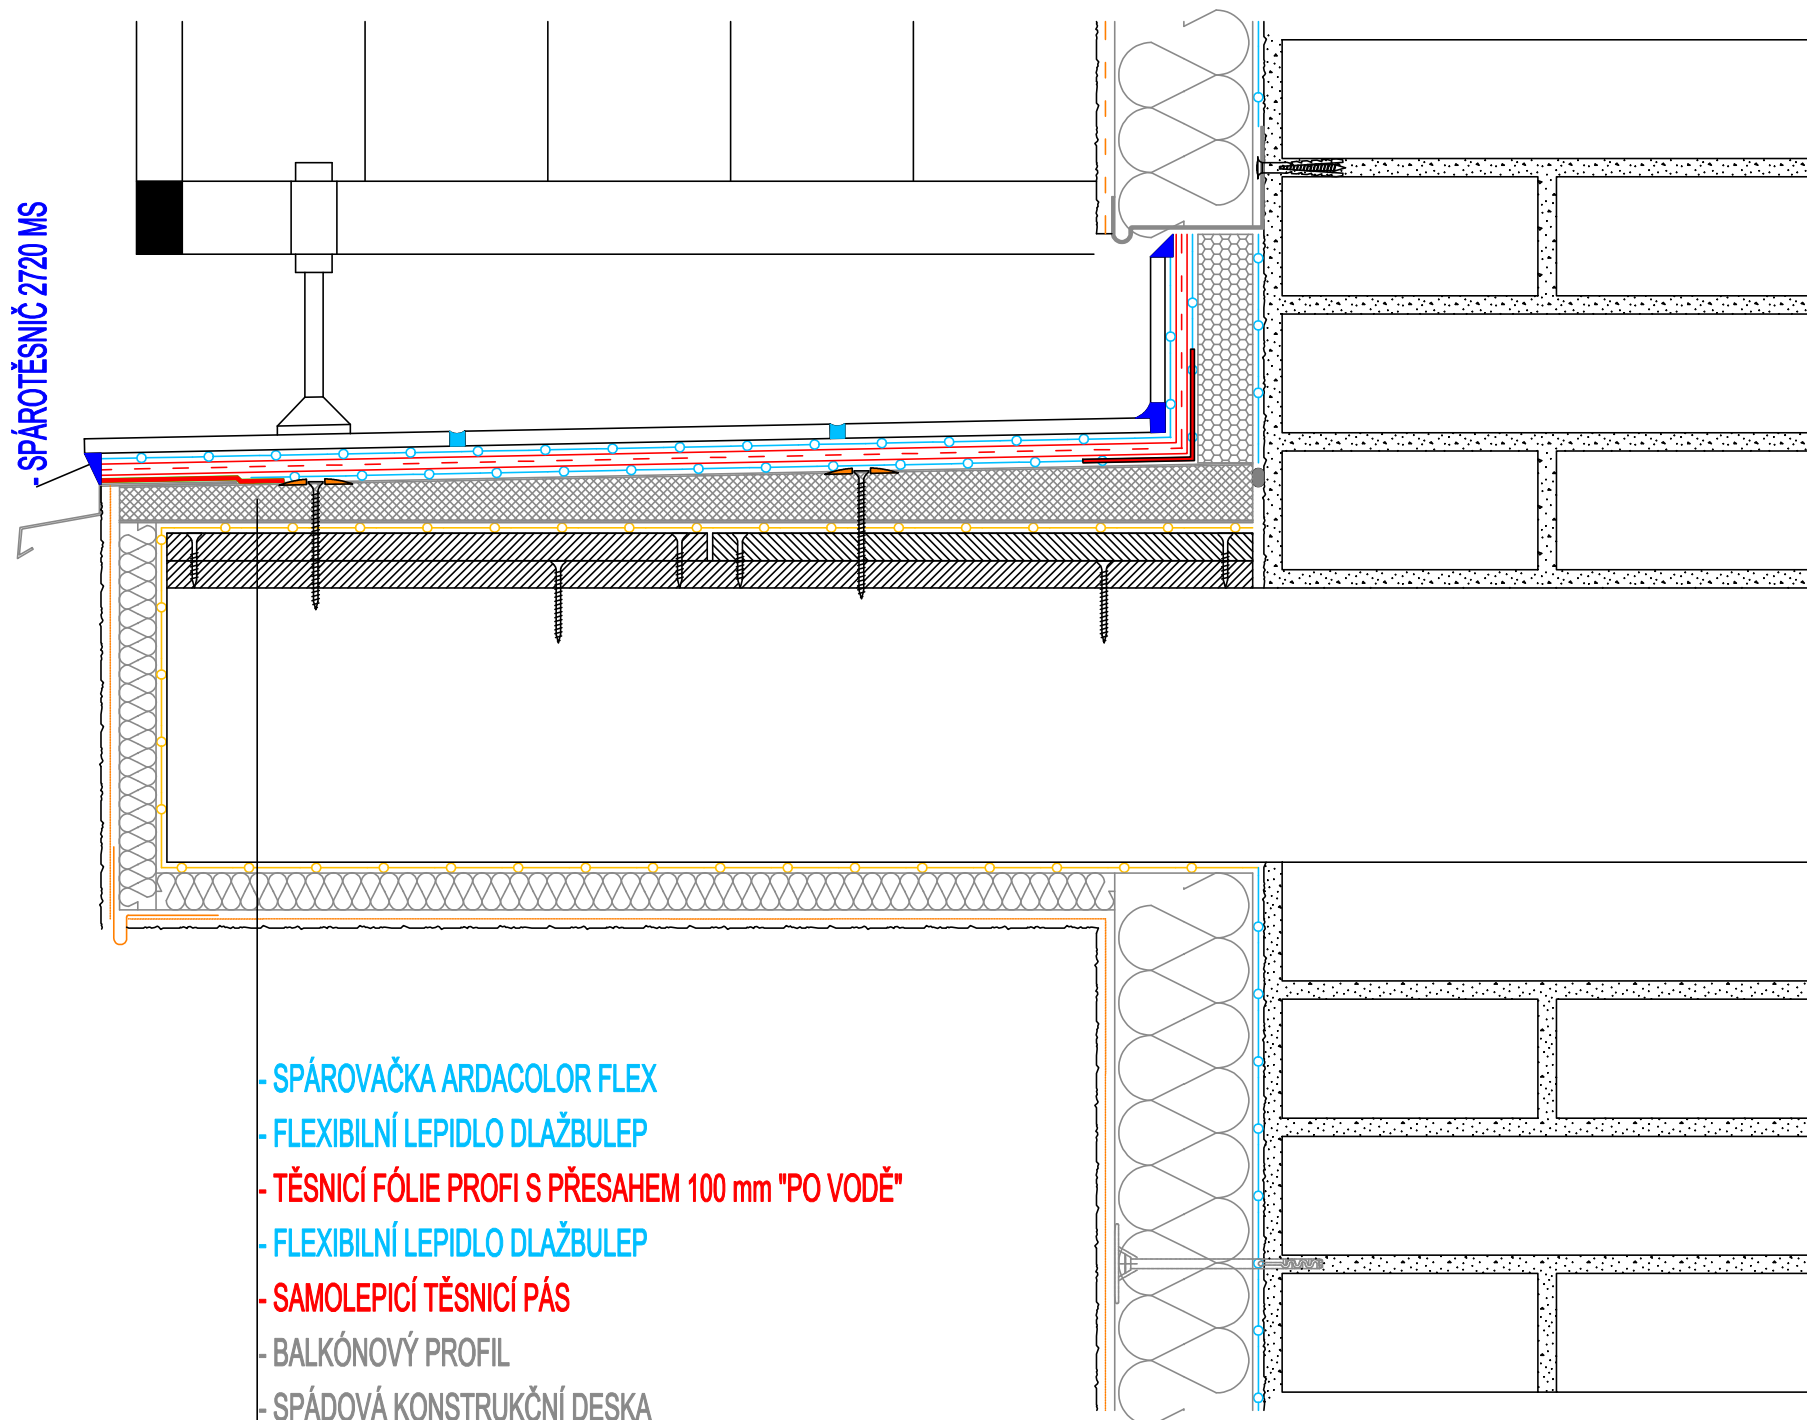 - SPÁROTĚSNIČ 2720 MS
- SPÁROVAČKA ARDACOLOR FLEX
- FLEXIBILNÍ LEPIDLO DLAŽBULEP
- TĚSNICÍ FÓLIE PROFI S PŘESAHEM 100 mm "PO VODĚ"
- FLEXIBILNÍ LEPIDLO DLAŽBULEP
- SAMOLEPICÍ TĚSNICÍ PÁS
- BALKÓNOVÝ PROFIL
- SPÁDOVÁ KONSTRUKČNÍ DESKA